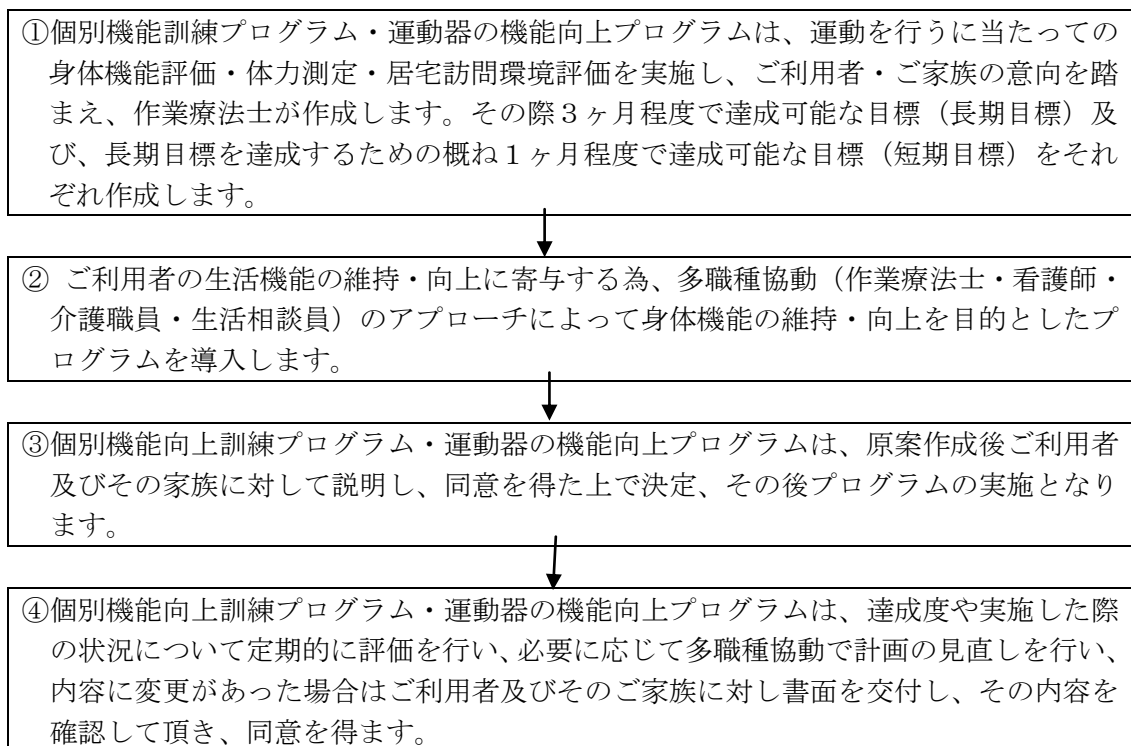 ①個別機能訓練プログラム・運動器の機能向上プログラムは、運動を行うに当たっての
身体機能評価・体力測定・居宅訪問環境評価を実施し、ご利用者・ご家族の意向を踏
まえ、作業療法士が作成します。その際３ヶ月程度で達成可能な目標（長期目標）及
び、長期目標を達成するための概ね１ヶ月程度で達成可能な目標（短期目標）をそれ
ぞれ作成します。
② ご利用者の生活機能の維持・向上に寄与する為、多職種協動（作業療法士・看護師・
介護職員・生活相談員）のアプローチによって身体機能の維持・向上を目的としたプ
ログラムを導入します。
③個別機能向上訓練プログラム・運動器の機能向上プログラムは、原案作成後ご利用者
及びその家族に対して説明し、同意を得た上で決定、その後プログラムの実施となり
ます。
④個別機能向上訓練プログラム・運動器の機能向上プログラムは、達成度や実施した際
の状況について定期的に評価を行い、必要に応じて多職種協動で計画の見直しを行い、
内容に変更があった場合はご利用者及びそのご家族に対し書面を交付し、その内容を
確認して頂き、同意を得ます。